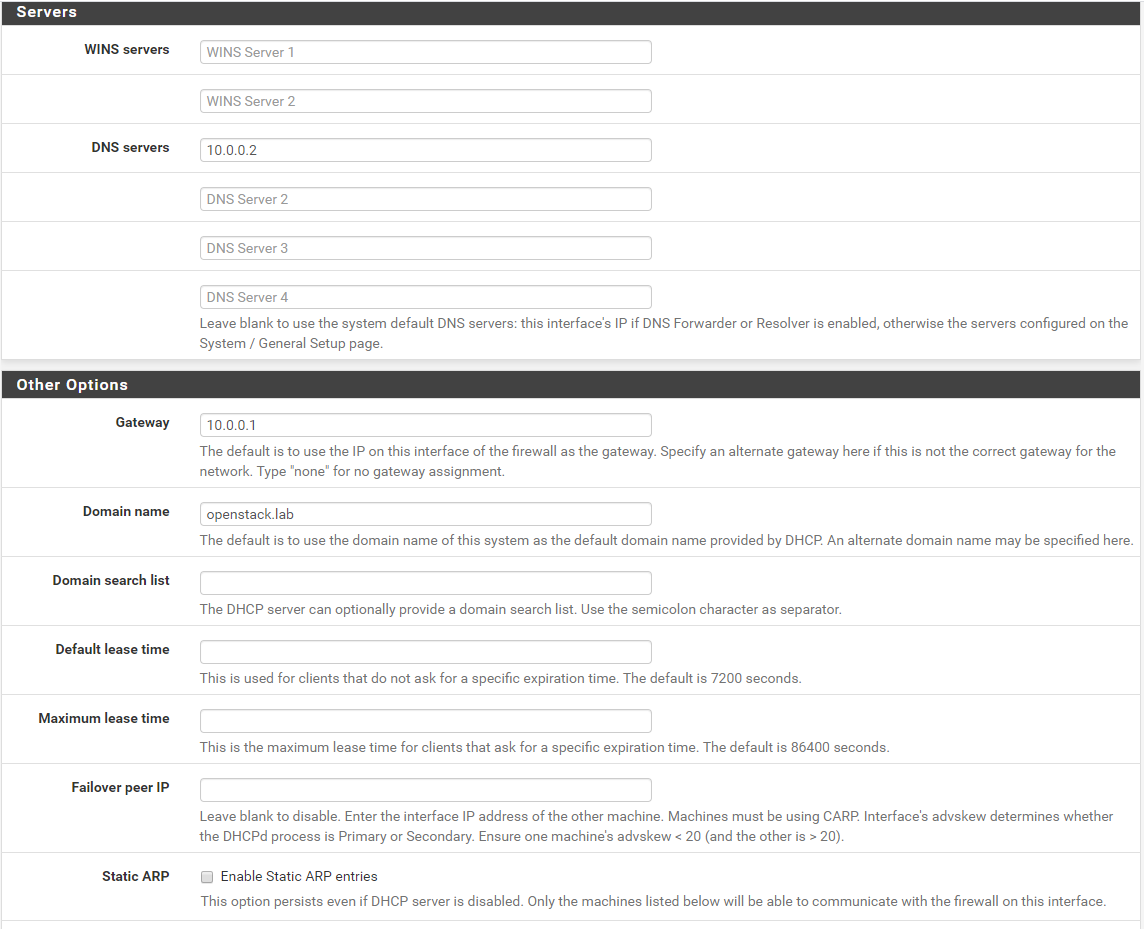 Servers
WINS servers
WINS Server 1
WINS Server 2
DNS servers
10.0.0.2
DNS Server 2
DNS Server 3
DNS Server 4
Leave blank to use the system default DNS servers: this interface's IP if DNS Forwarder or Resolver is enabled, otherwise the servers configured on the
System / General Setup page.
Other Options
Gateway
10.0.0.1
The default is to use the IP on this interface of the firewall as the gateway. Specify an alternate gateway here if this is not the correct gateway for the
network. Type "none" for no gateway assignment.
Domain name
openstack.lab
The default is to use the domain name of this system as the default domain name provided by DHCP. An alternate domain name may be specified here.
Domain search list
The DHCP server can optionally provide a domain search list. Use the semicolon character as separator.
Default lease time
This is used for clients that do not ask for a specific expiration time. The default is 7200 seconds.
Maximum lease time
This is the maximum lease time for clients that ask for a specific expiration time. The default is 86400 seconds.
Failover peer IP
Leave blank to disable. Enter the interface IP address of the other machine. Machines must be using CARP. Interface's advskew determines whether
the DHCPd process is Primary or Secondary. Ensure one machine's advskew < 20 (and the other is > 20).
Static ARP
Enable Static ARP entries
This option persists even if DHCP server is disabled. Only the machines listed below will be able to communicate with the firewall on this interface.